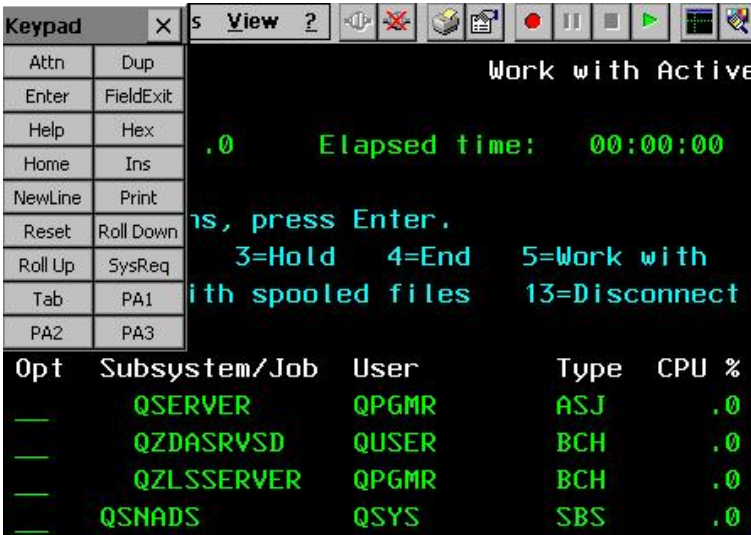 Keypad s View ?
Attn Dup
Enter FieldExit
Help Hex
Home Ins
NewLine Print
Reset Roll Down
Roll Up SysReq
Tab PA1
PA2 PA3
Work with Active
.0 Elapsed time: 00:00:00
ns, press Enter.
3=Hold 4=End 5=Work with
ith spooled files 13=Disconnect
Opt Subsystem/Job User Type CPU %
QSERVER QPGMR ASJ .0
QZDASRVSD QUSER BCH .0
QZLSSERVER QPGMR BCH .0
QSNADS QSYS SBS .0